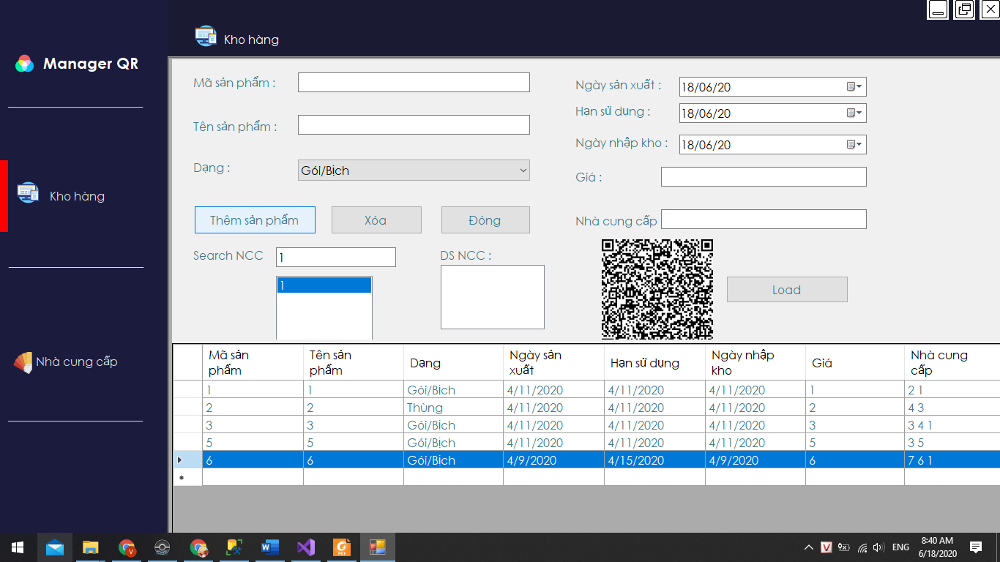 Manager QR
Kho hàng
Nhà cung cấp
Kho hàng
Mã sản phẩm :
Tên sản phẩm :
Dạng :
Gói/Bịch
Ngày sản xuất :
18/06/20
Hạn sử dụng :
18/06/20
Ngày nhập kho :
18/06/20
Giá :
Nhà cung cấp
Thêm sản phẩm
Xóa
Đóng
Search NCC
1
1
DS NCC :
Load
Mã sản phẩm Tên sản phẩm Dạng Ngày sản xuất Hạn sử dụng Ngày nhập kho Giá Nhà cung cấp
1 1 Gói/Bịch 4/11/2020 4/11/2020 4/11/2020 1 2 1
2 2 Thùng 4/11/2020 4/11/2020 4/11/2020 2 4 3
3 3 Gói/Bịch 4/11/2020 4/11/2020 4/11/2020 3 3 4 1
5 5 Gói/Bịch 4/11/2020 4/11/2020 4/11/2020 5 3 5
6 6 Gói/Bịch 4/9/2020 4/15/2020 4/9/2020 6 7 6 1
ENG
8:40 AM
6/18/2020